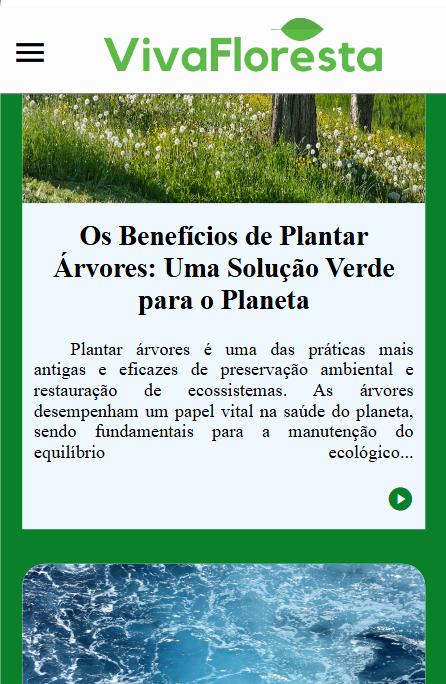 VivaFloresta
Os Benefícios de Plantar
Árvores: Uma Solução Verde
para o Planeta
Plantar árvores é uma das práticas mais
antigas e eficazes de preservação ambiental e
restauração de ecossistemas. As árvores
desempenham um papel vital na saúde do planeta,
sendo fundamentais para a manutenção do
equilíbrio ecológico...